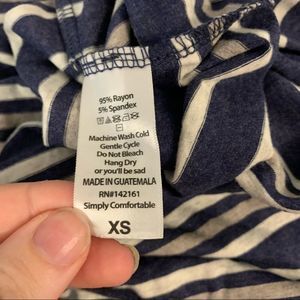 95% Rayon
5% Spandex
Machine Wash Cold
Gentle Cycle
Do Not Bleach
Hang Dry
or you'll be sad
MADE IN GUATEMALA
RN#142161
Simply Comfortable
XS